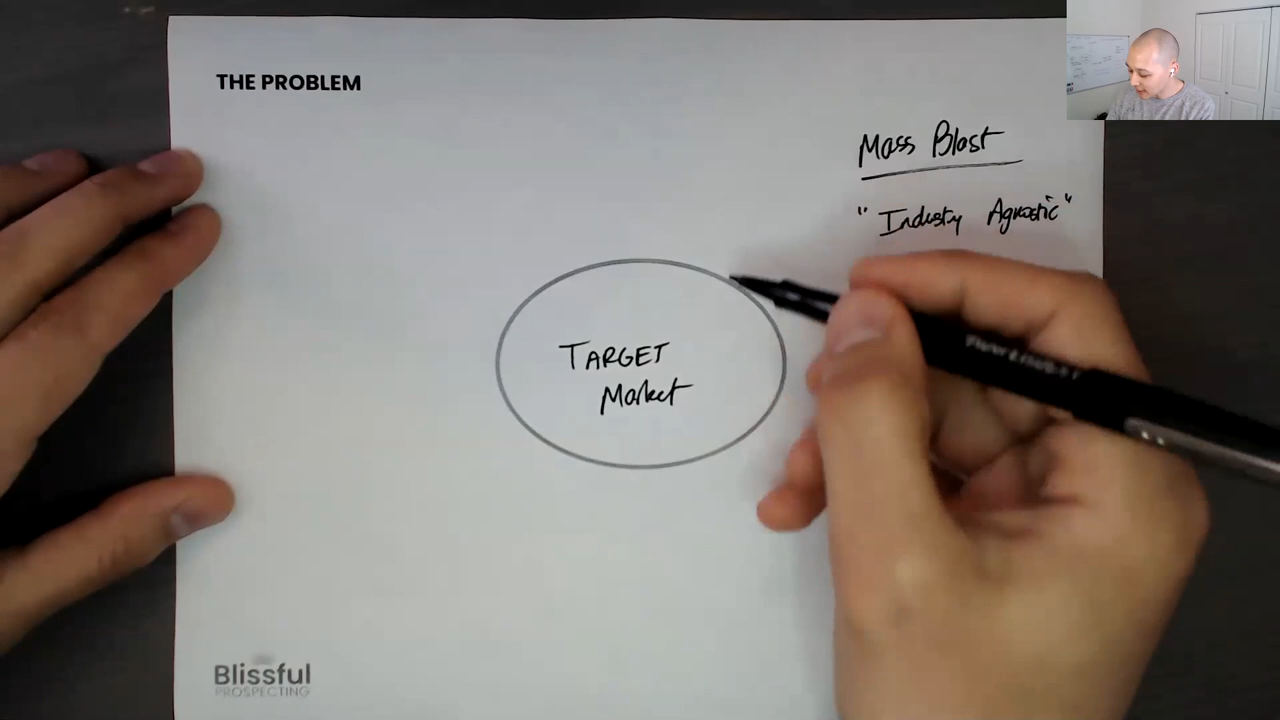 THE PROBLEM
Mass Blast
"Industry Agnostic"
TARGET
Market
Blissful
PROSPECTING